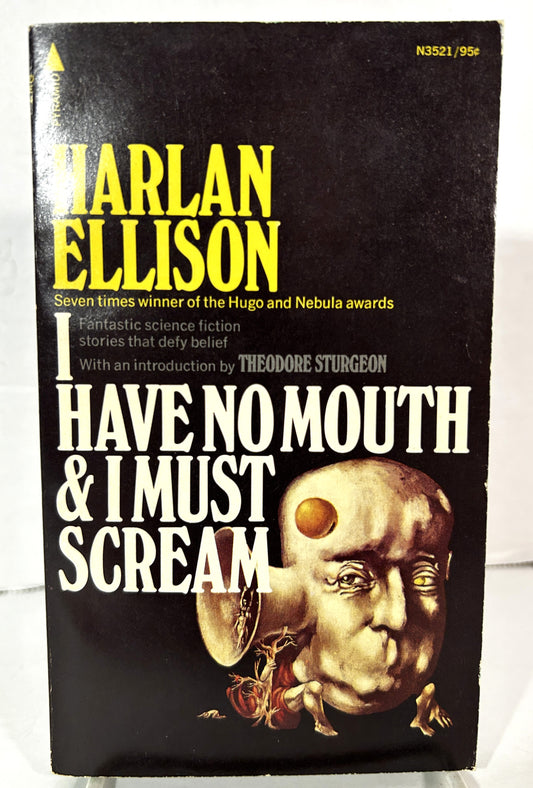 N3521/95¢
PYRAMID
HARLAN
ELLISON
Seven times winner of the Hugo and Nebula awards
Fantastic science fiction
stories that defy belief
With an introduction by THEODORE STURGEON
I
HAVE NO MOUTH
& I MUST
SCREAM